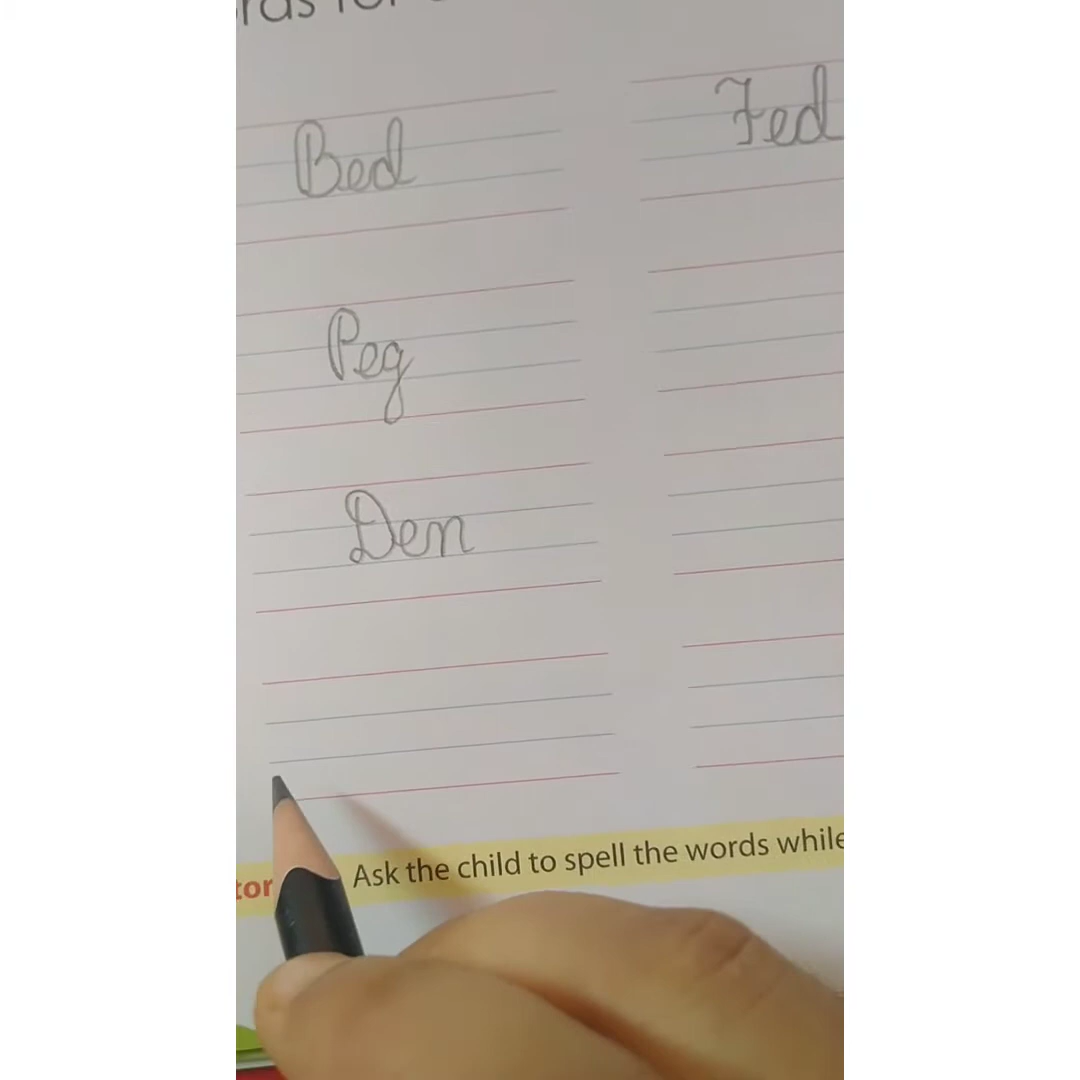 Bed Fed
Peg
Den
Ask the child to spell the words while